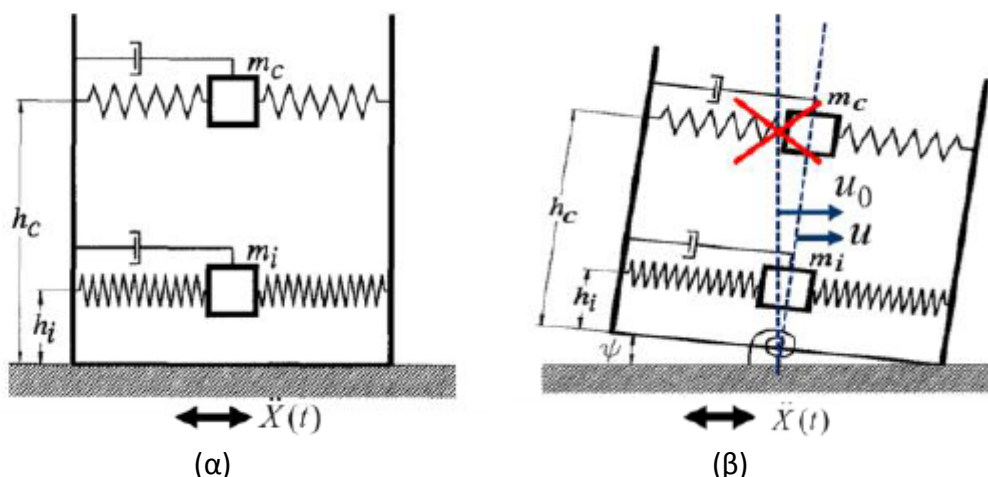 m_c
h_c
m_i
h_i
Ẍ(t)
(α)
m_c
u_0
h_c
u
m_i
h_i
ψ
Ẍ(t)
(β)